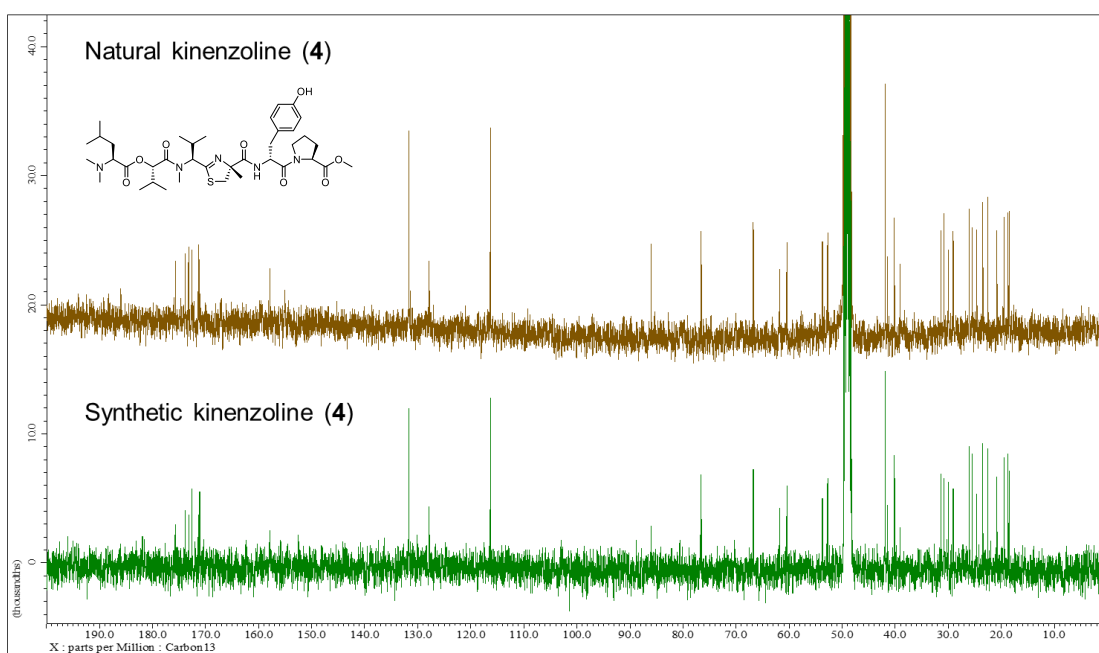 Natural kinenzoline (4)
OH
O
O
H
N
N
N
N
O
N
O
O
S
HN
O
O
O
40.0
30.0
20.0
10.0
0
(thousandths)
Synthetic kinenzoline (4)
190.0 180.0 170.0 160.0 150.0 140.0 130.0 120.0 110.0 100.0 90.0 80.0 70.0 60.0 50.0 40.0 30.0 20.0 10.0
X : parts per Million : Carbon13